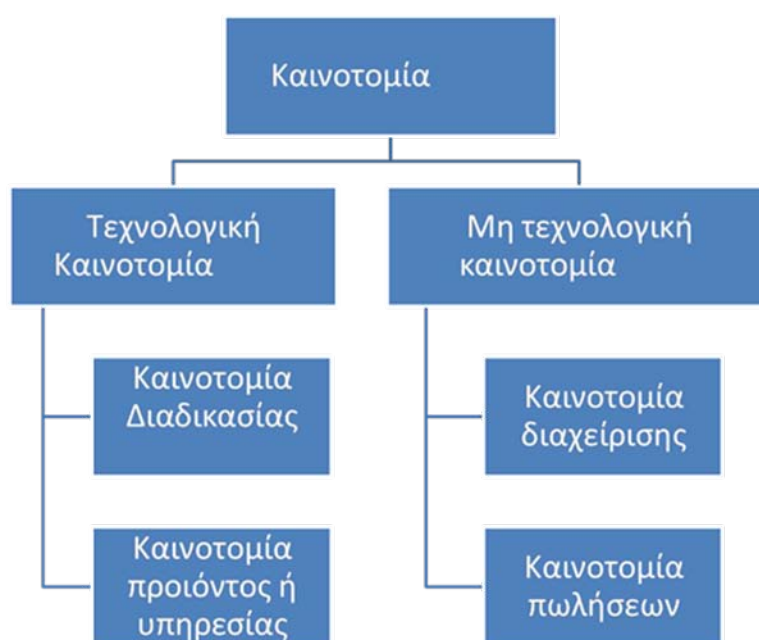 Καινοτομία
Τεχνολογική
Καινοτομία
Μη τεχνολογική
καινοτομία
Καινοτομία
Διαδικασίας
Καινοτομία
διαχείρισης
Καινοτομία
προιόντος ή
υπηρεσίας
Καινοτομία
πωλήσεων